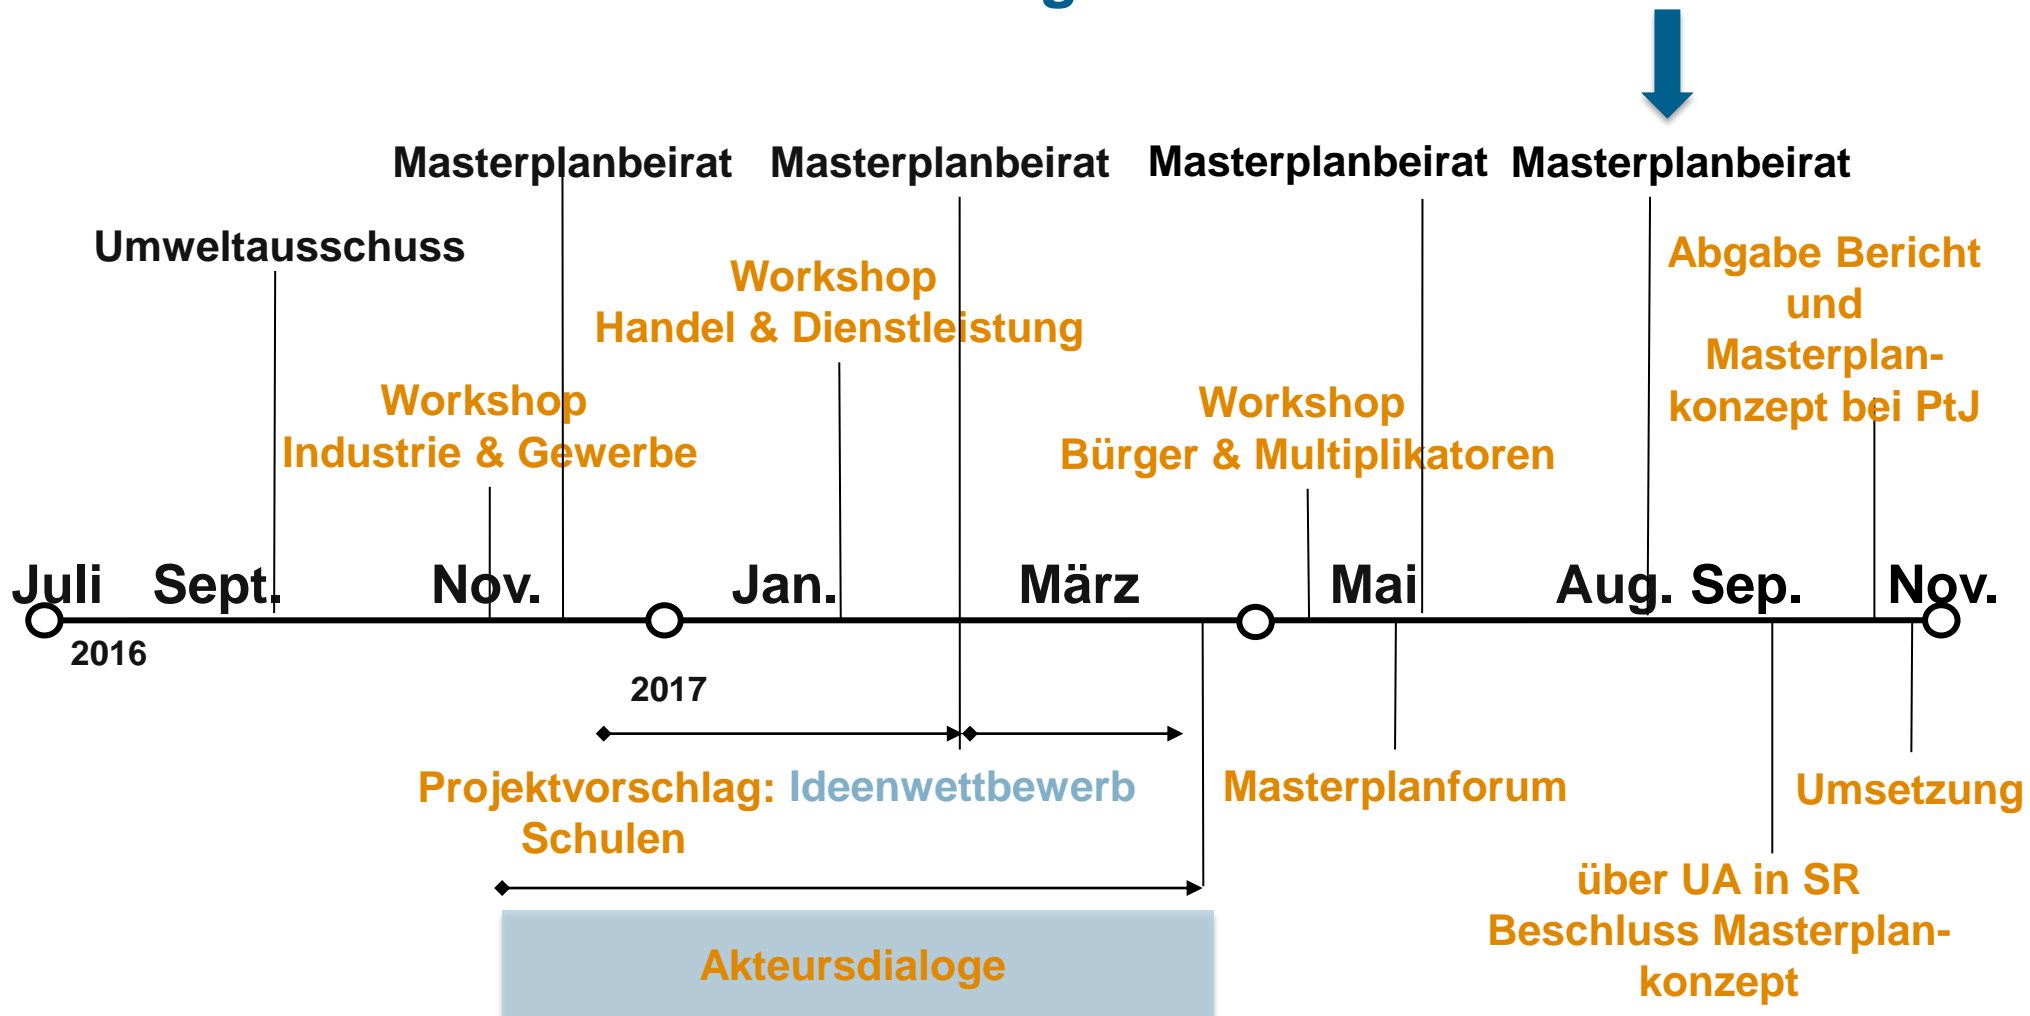 g
Masterplanbeirat
Masterplanbeirat
Masterplanbeirat
Masterplanbeirat
Umweltausschuss
Abgabe Bericht
und
Masterplan-
konzept bei PtJ
Workshop
Handel & Dienstleistung
Workshop
Industrie & Gewerbe
Workshop
Bürger & Multiplikatoren
Juli
Sept.
Nov.
Jan.
März
Mai
Aug.
Sep.
Nov.
2016
2017
Projektvorschlag: Ideenwettbewerb
Schulen
Masterplanforum
Umsetzung
über UA in SR
Beschluss Masterplan-
konzept
Akteursdialoge